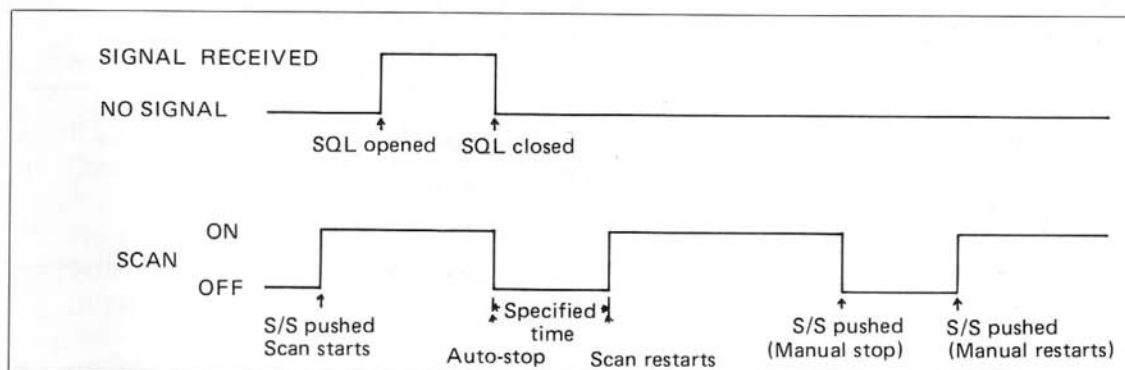 SIGNAL RECEIVED
NO SIGNAL
SQL opened
SQL closed
ON
SCAN
OFF
S/S pushed
Scan starts
Specified
time
Auto-stop
Scan restarts
S/S pushed
(Manual stop)
S/S pushed
(Manual restarts)